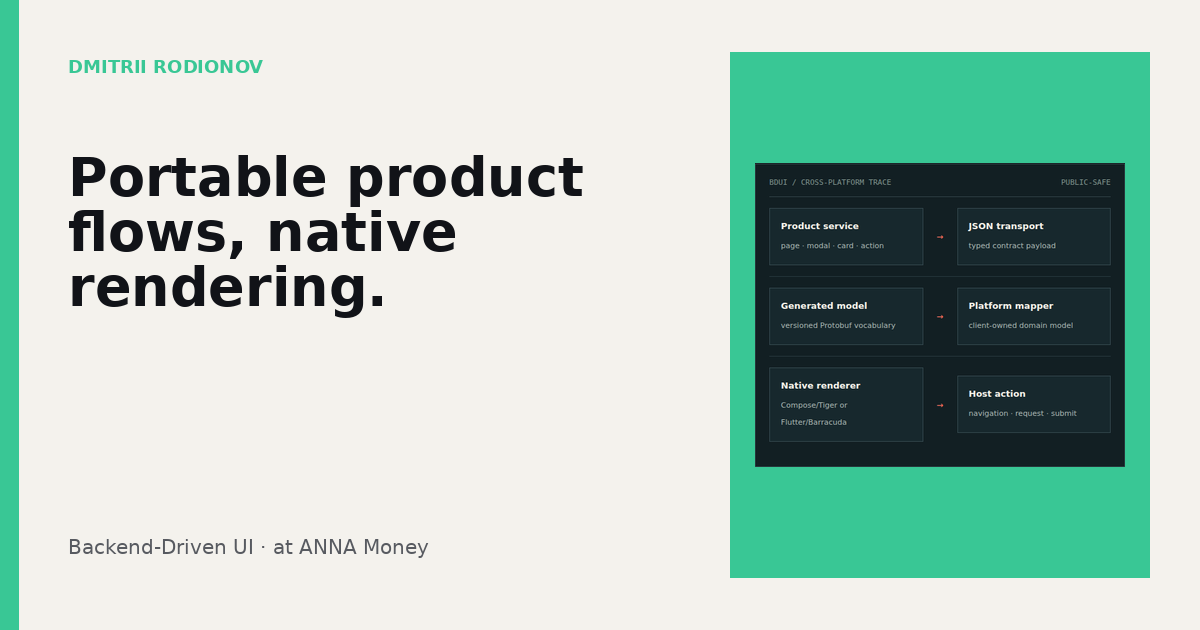 DMITRII RODIONOV
Portable product
flows, native
rendering.
Backend-Driven UI · at ANNA Money
BDUI / CROSS-PLATFORM TRACE
PUBLIC-SAFE
Product service
page · modal · card · action
→
JSON transport
typed contract payload
Generated model
versioned Protobuf vocabulary
→
Platform mapper
client-owned domain model
Native renderer
Compose/Tiger or
Flutter/Barracuda
→
Host action
navigation · request · submit